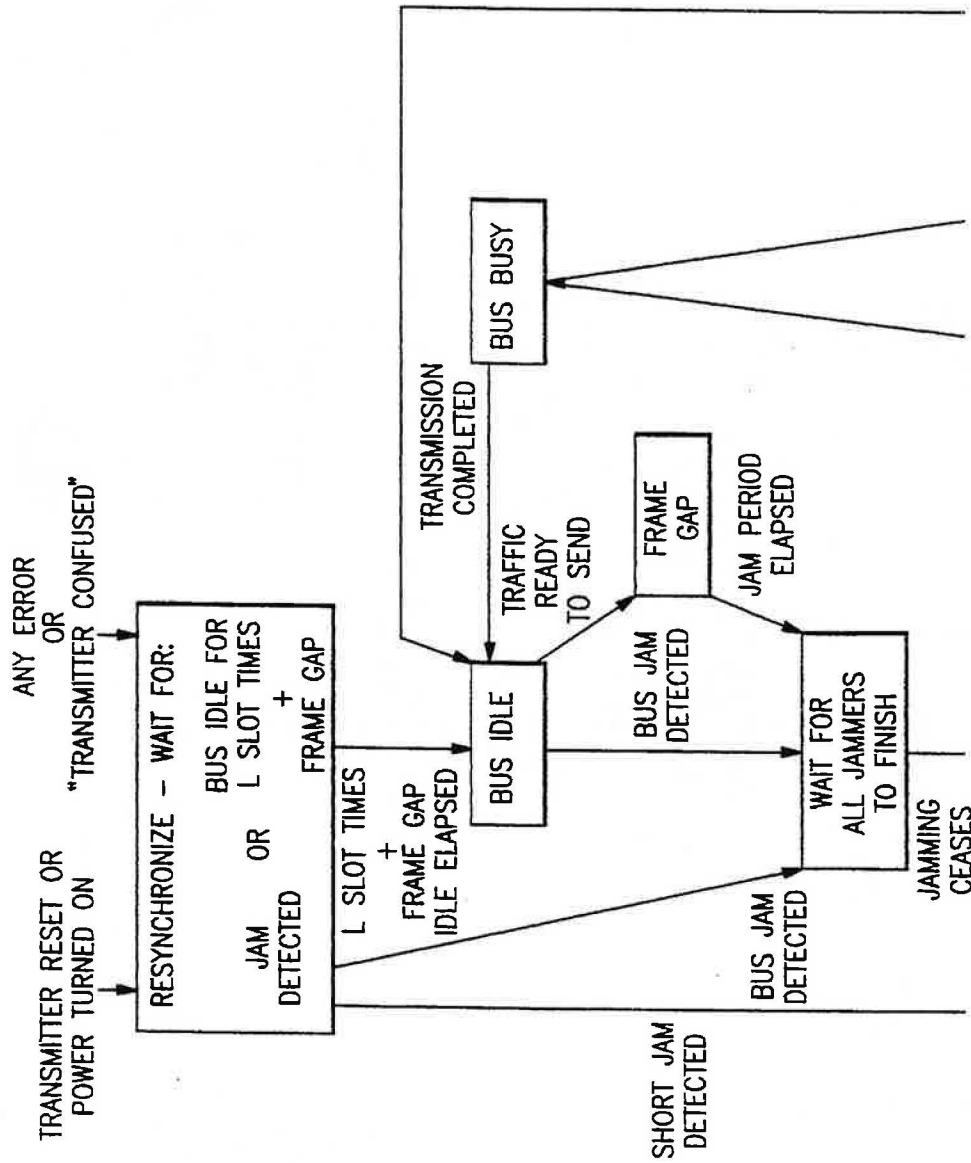 TRANSMITTER RESET OR
POWER TURNED ON
ANY ERROR
OR
"TRANSMITTER CONFUSED"
RESYNCHRONIZE - WAIT FOR:
JAM OR
DETECTED
BUS IDLE FOR
L SLOT TIMES
+
FRAME GAP
L SLOT TIMES
+
FRAME GAP
IDLE ELAPSED
SHORT JAM
DETECTED
BUS JAM
DETECTED
BUS IDLE
TRANSMISSION
COMPLETED
BUS BUSY
TRAFFIC
READY
TO SEND
BUS JAM
DETECTED
FRAME
GAP
JAM PERIOD
ELAPSED
WAIT FOR
ALL JAMMERS
TO FINISH
JAMMING
CEASES